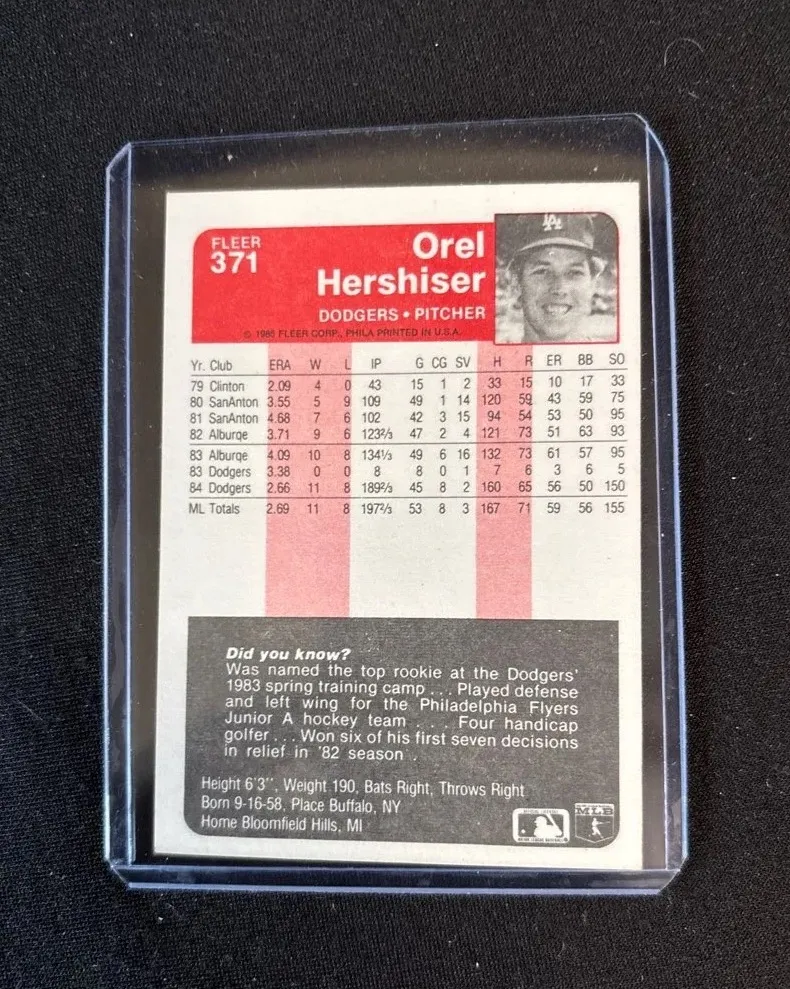 FLEER
371
Orel
Hershiser
DODGERS • PITCHER
© 1985 FLEER CORP., PHILA PRINTED IN U.S.A.
LA
Yr. Club ERA W L IP G CG SV H R ER BB SO
79 Clinton 2.09 4 0 43 15 1 2 33 15 10 17 33
80 SanAnton 3.55 5 9 109 49 1 14 120 59 43 59 75
81 SanAnton 4.68 7 6 102 42 3 15 94 54 53 50 95
82 Alburqe 3.71 9 6 123⅔ 47 2 4 121 73 51 63 93
83 Alburqe 4.09 10 8 134⅓ 49 6 16 132 73 61 57 95
83 Dodgers 3.38 0 0 8 8 0 1 7 6 3 6 5
84 Dodgers 2.66 11 8 189⅔ 45 8 2 160 65 56 50 150
ML Totals 2.69 11 8 197⅔ 53 8 3 167 71 59 56 155
Did you know?
Was named the top rookie at the Dodgers'
1983 spring training camp . . . Played defense
and left wing for the Philadelphia Flyers
Junior A hockey team . . . Four handicap
golfer . . . Won six of his first seven decisions
in relief in '82 season .
Height 6'3'', Weight 190, Bats Right, Throws Right
Born 9-16-58, Place Buffalo, NY
Home Bloomfield Hills, MI